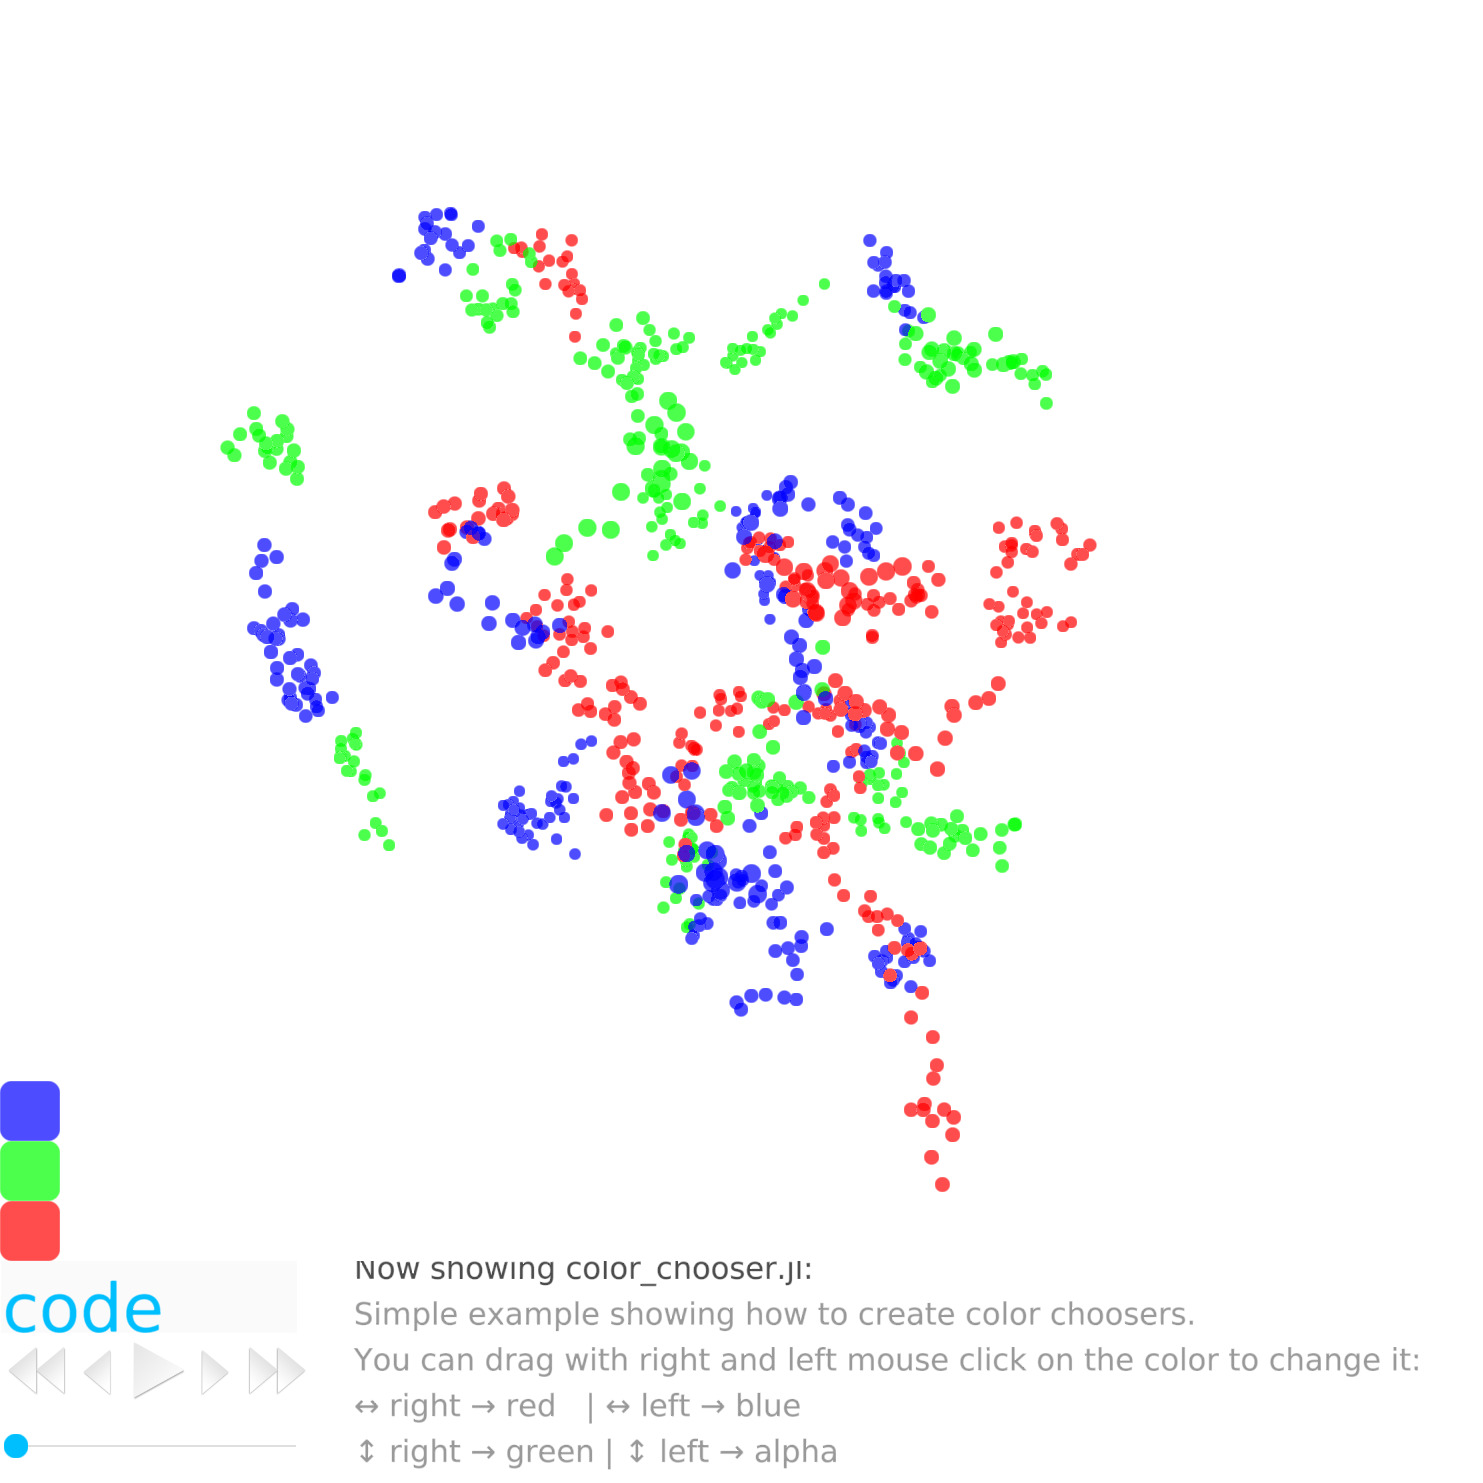 code
Now showing color_chooser.jl:
Simple example showing how to create color choosers.
You can drag with right and left mouse click on the color to change it:
↔ right → red | ↔ left → blue
↕ right → green | ↕ left → alpha